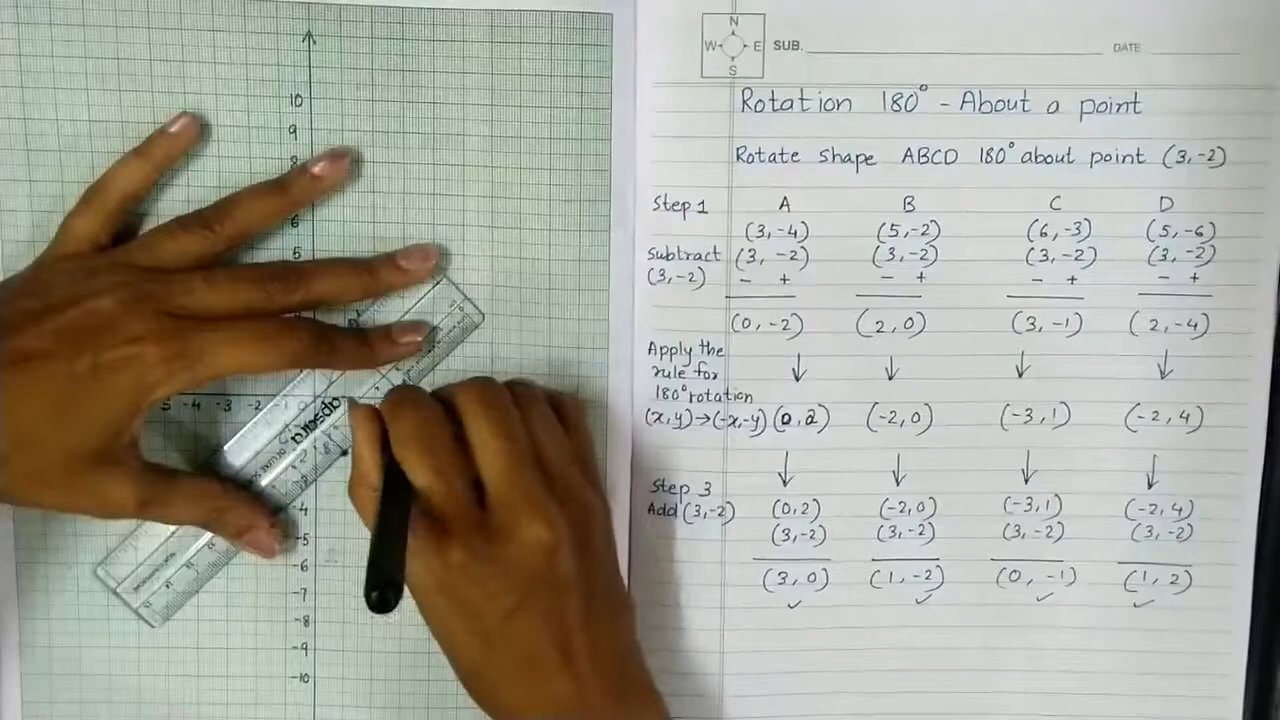 10
9
8
6
5
-5 -4 -3 -2 -1 0
-4
-5
-6
-7
-8
-9
-10
apsara
N
W E SUB. DATE
S
Rotation 180° - About a point
Rotate shape ABCD 180° about point (3,-2)
Step 1 A B C D
(3,-4) (5,-2) (6,-3) (5,-6)
Subtract (3,-2) (3,-2) (3,-2) (3,-2)
(3,-2) - + - + - + - +
(0,-2) (2,0) (3,-1) (2,-4)
Apply the ↓ ↓ ↓ ↓
rule for
180° rotation
(x,y)→(-x,-y) (0,2) (-2,0) (-3,1) (-2,4)
↓ ↓ ↓ ↓
Step 3
Add (3,-2) (0,2) (-2,0) (-3,1) (-2,4)
(3,-2) (3,-2) (3,-2) (3,-2)
(3,0) (1,-2) (0,-1) (1,2)
✓ ✓ ✓ ✓